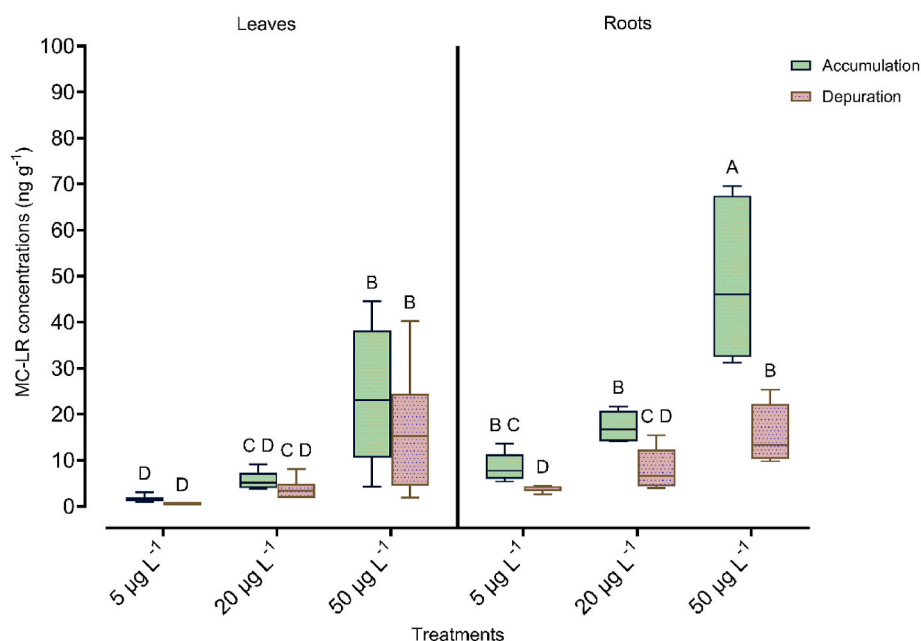 Leaves
Roots
Accumulation
Depuration
MC-LR concentrations (ng g⁻¹)
100
90
80
70
60
50
40
30
20
10
0
D
D
C D
C D
B
B
B C
D
B
C D
A
B
5 µg L⁻¹
20 µg L⁻¹
50 µg L⁻¹
5 µg L⁻¹
20 µg L⁻¹
50 µg L⁻¹
Treatments